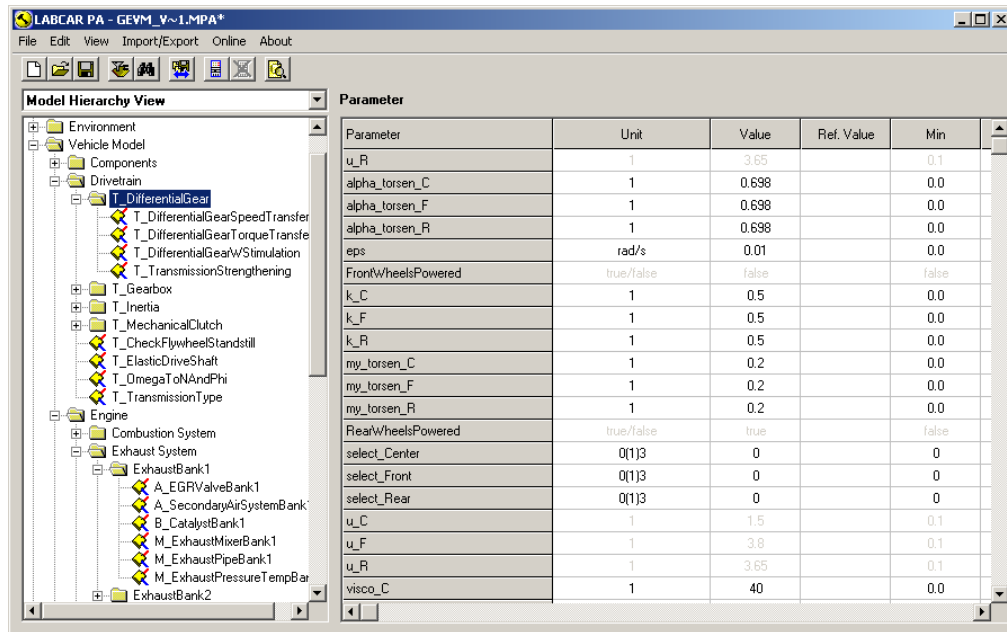 LABCAR PA - GEVM_V~1.MPA*
File Edit View Import/Export Online About
Model Hierarchy View
Environment
Vehicle Model
Components
Drivetrain
T_DifferentialGear
T_DifferentialGearSpeedTransfer
T_DifferentialGearTorqueTransfe
T_DifferentialGearWStimulation
T_TransmissionStrengthening
T_Gearbox
T_Inertia
T_MechanicalClutch
T_CheckFlywheelStandstill
T_ElasticDriveShaft
T_OmegaToNAndPhi
T_TransmissionType
Engine
Combustion System
Exhaust System
ExhaustBank1
A_EGRValveBank1
A_SecondaryAirSystemBank
B_CatalystBank1
M_ExhaustMixerBank1
M_ExhaustPipeBank1
M_ExhaustPressureTempBar
ExhaustBank2
Parameter
Parameter Unit Value Ref. Value Min
u_R 1 3.65 0.1
alpha_torsen_C 1 0.698 0.0
alpha_torsen_F 1 0.698 0.0
alpha_torsen_R 1 0.698 0.0
eps rad/s 0.01 0.0
FrontWheelsPowered true/false false false
k_C 1 0.5 0.0
k_F 1 0.5 0.0
k_R 1 0.5 0.0
my_torsen_C 1 0.2 0.0
my_torsen_F 1 0.2 0.0
my_torsen_R 1 0.2 0.0
RearWheelsPowered true/false true false
select_Center 0(1)3 0 0
select_Front 0(1)3 0 0
select_Rear 0(1)3 0 0
u_C 1 1.5 0.1
u_F 1 3.8 0.1
u_R 1 3.65 0.1
visco_C 1 40 0.0